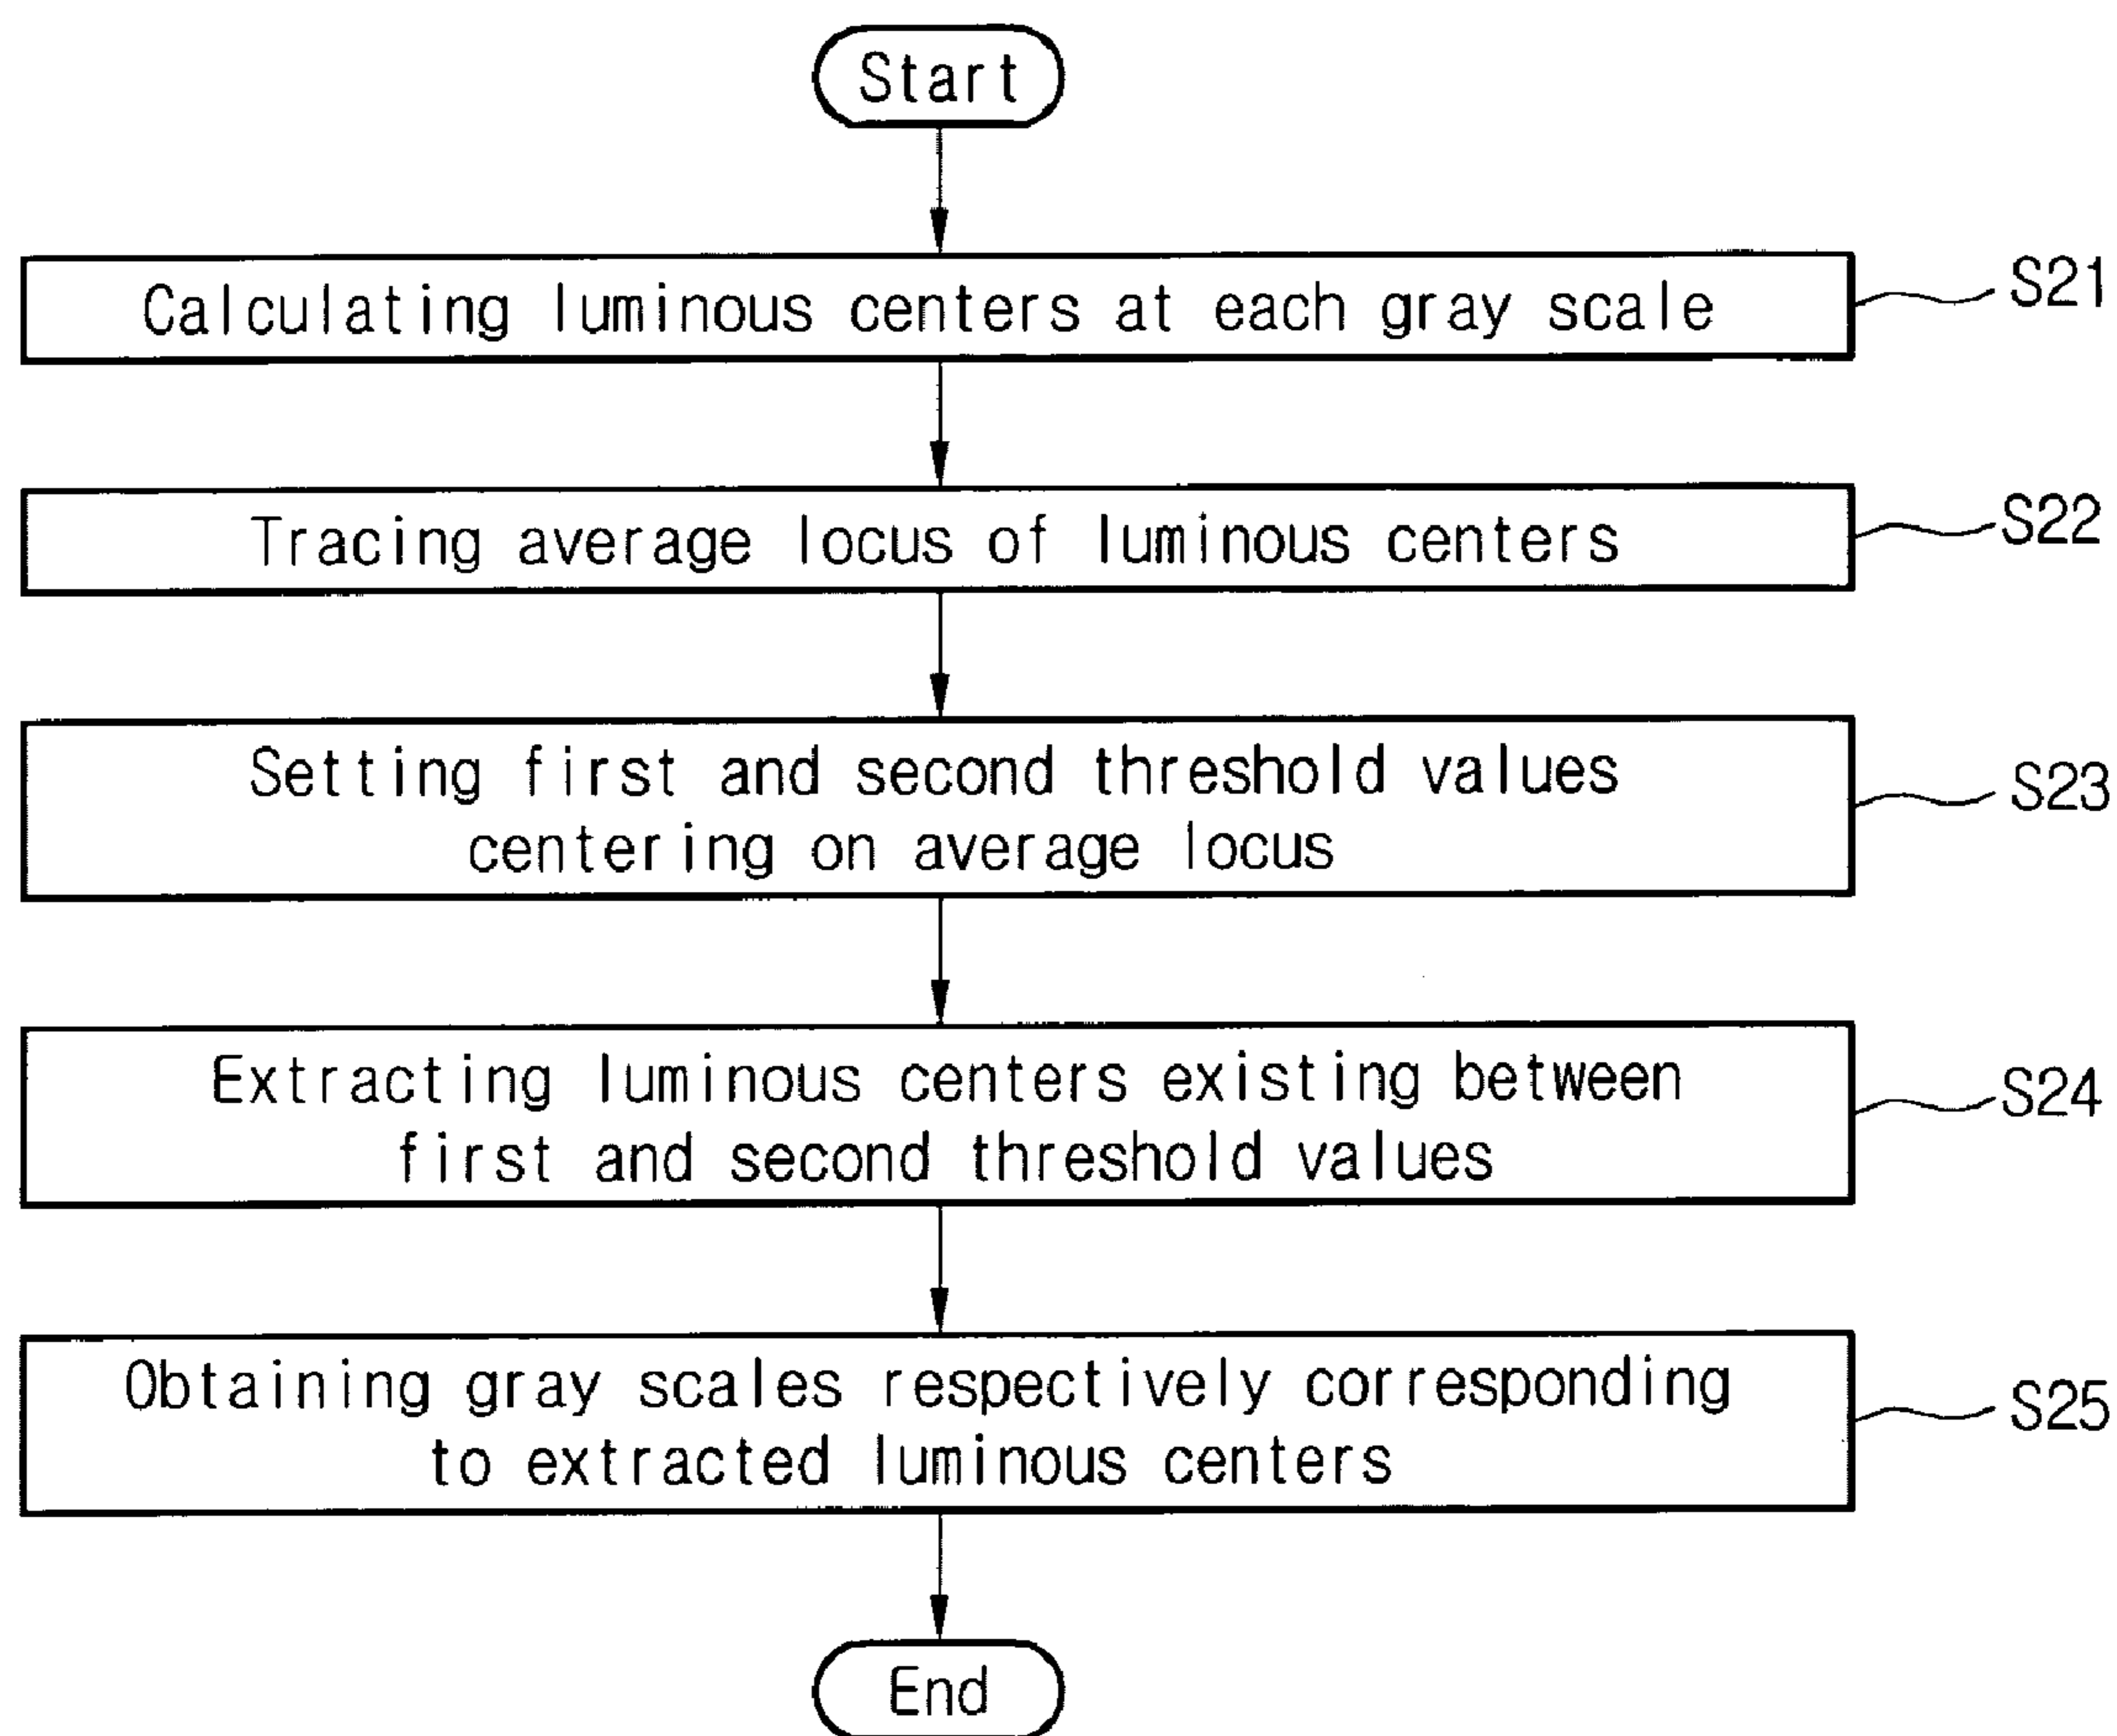 Start
Calculating luminous centers at each gray scale
S21
Tracing average locus of luminous centers
S22
Setting first and second threshold values
centering on average locus
S23
Extracting luminous centers existing between
first and second threshold values
S24
Obtaining gray scales respectively corresponding
to extracted luminous centers
S25
End